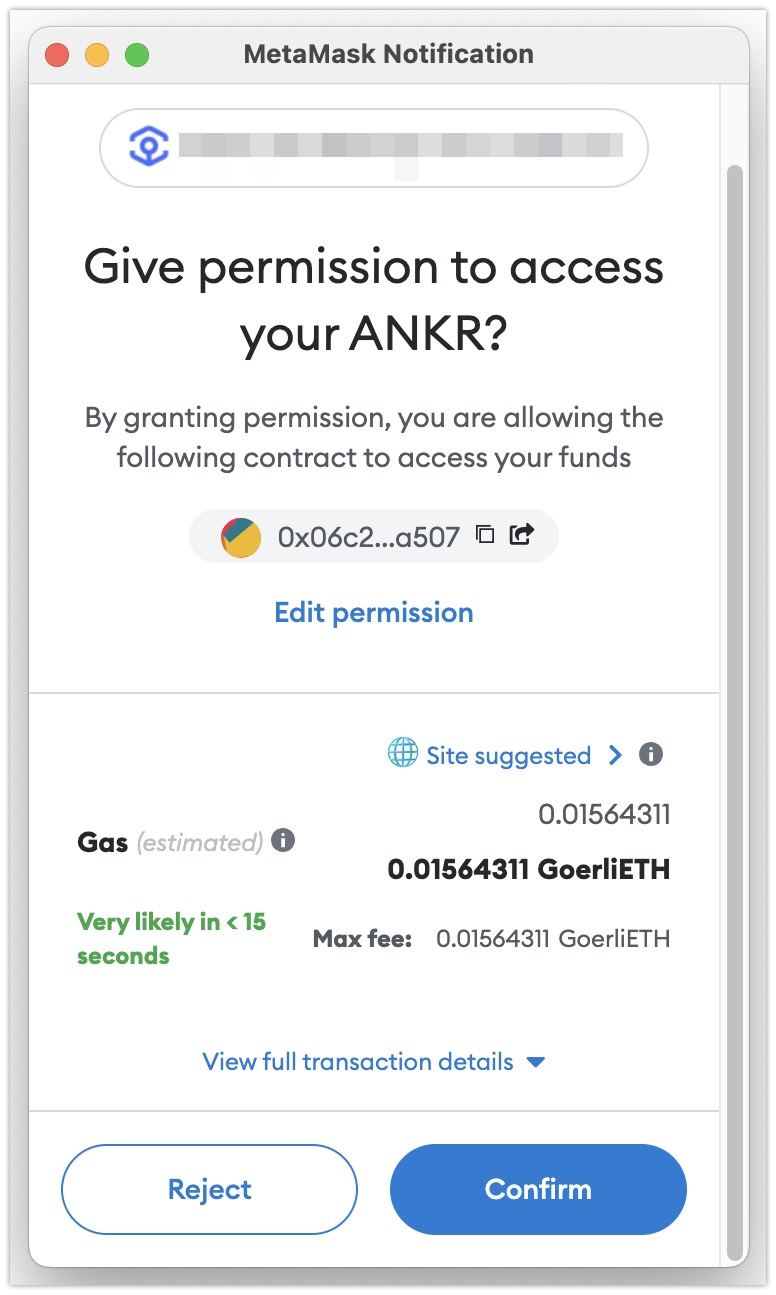 MetaMask Notification
Give permission to access
your ANKR?
By granting permission, you are allowing the
following contract to access your funds
0x06c2...a507
Edit permission
Site suggested
0.01564311
Gas (estimated)
0.01564311 GoerliETH
Very likely in < 15
seconds
Max fee: 0.01564311 GoerliETH
View full transaction details
Reject
Confirm